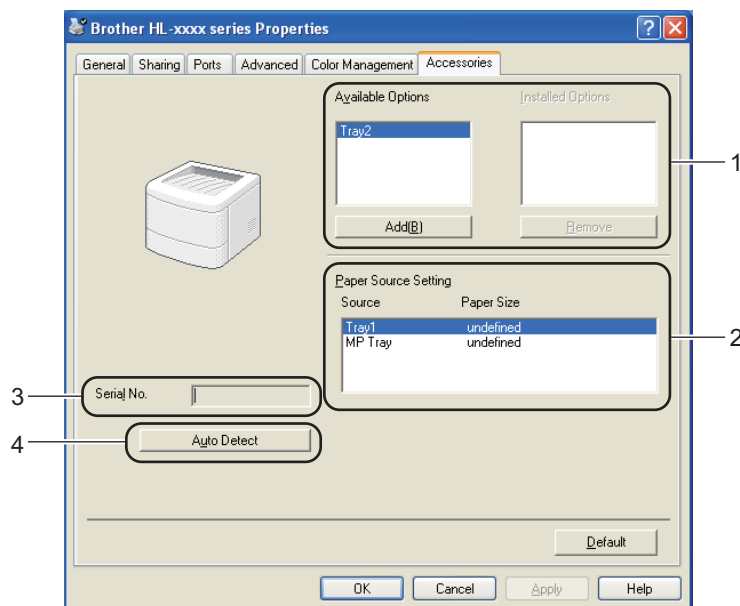 Brother HL-xxxx series Properties
General Sharing Ports Advanced Color Management Accessories
Available Options Installed Options
Tray2
1
Add(B) Remove
Paper Source Setting
Source Paper Size
Tray1 undefined
MP Tray undefined
2
3 Serial No.
4 Auto Detect
Default
OK Cancel Apply Help